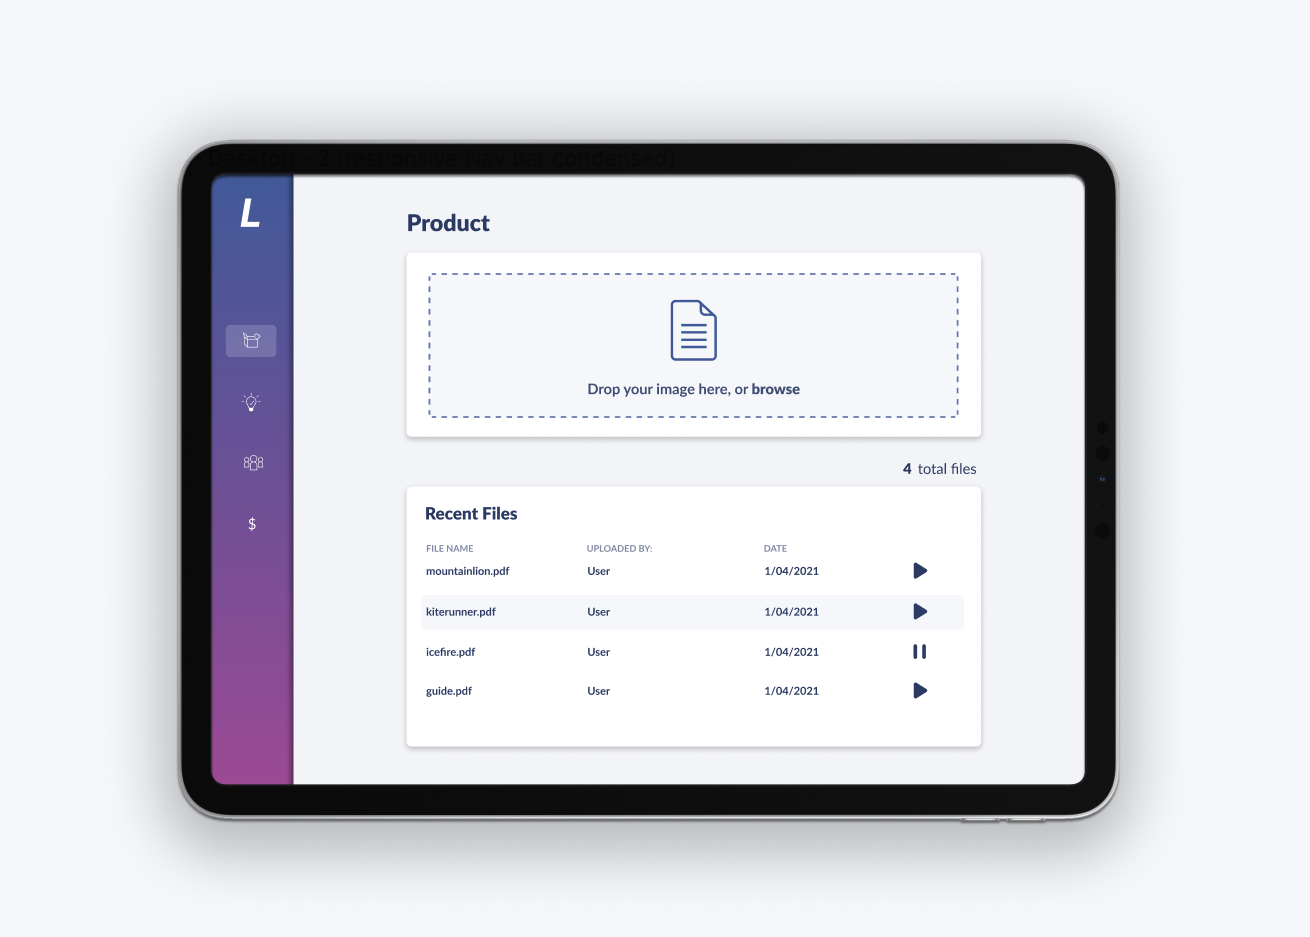 Desktop - 2 (responsive Nav bar condensed)
L
Product
Drop your image here, or browse
4 total files
Recent Files
FILE NAME UPLOADED BY: DATE
mountainlion.pdf User 1/04/2021
kiterunner.pdf User 1/04/2021
icefire.pdf User 1/04/2021
guide.pdf User 1/04/2021
$